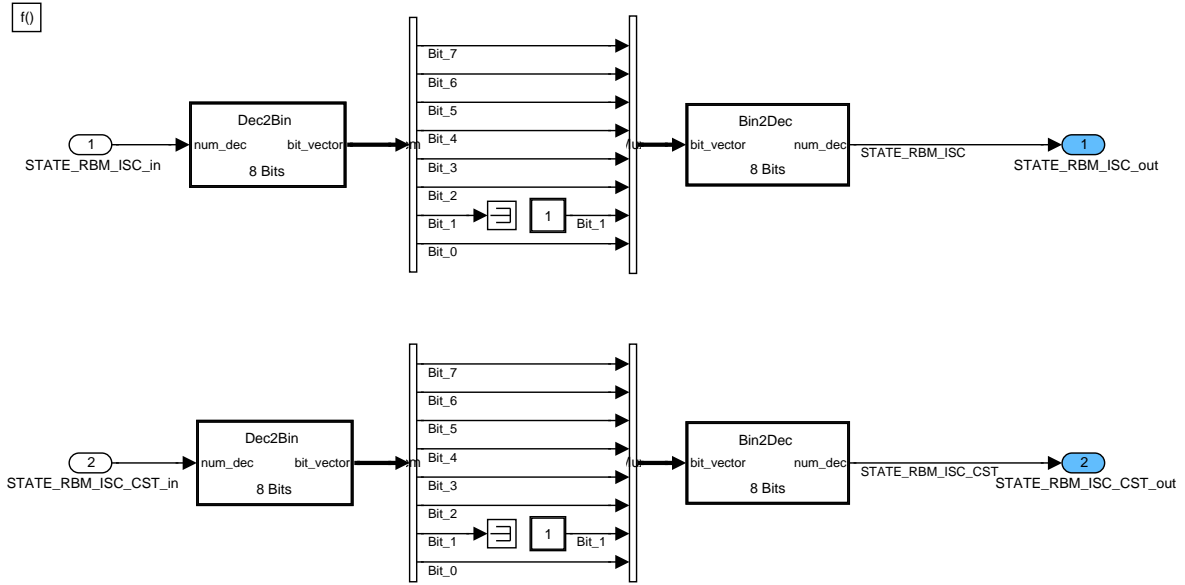 f()
Bit_7
Bit_6
Bit_5
Bit_4
Bit_3
Bit_2
Bit_1
Bit_0
1
STATE_RBM_ISC_in
Dec2Bin
num_dec bit_vector
8 Bits
1
Bit_1
Bin2Dec
bit_vector num_dec
8 Bits
STATE_RBM_ISC
1
STATE_RBM_ISC_out
Bit_7
Bit_6
Bit_5
Bit_4
Bit_3
Bit_2
Bit_1
Bit_0
2
STATE_RBM_ISC_CST_in
Dec2Bin
num_dec bit_vector
8 Bits
1
Bit_1
Bin2Dec
bit_vector num_dec
8 Bits
STATE_RBM_ISC_CST
2
STATE_RBM_ISC_CST_out